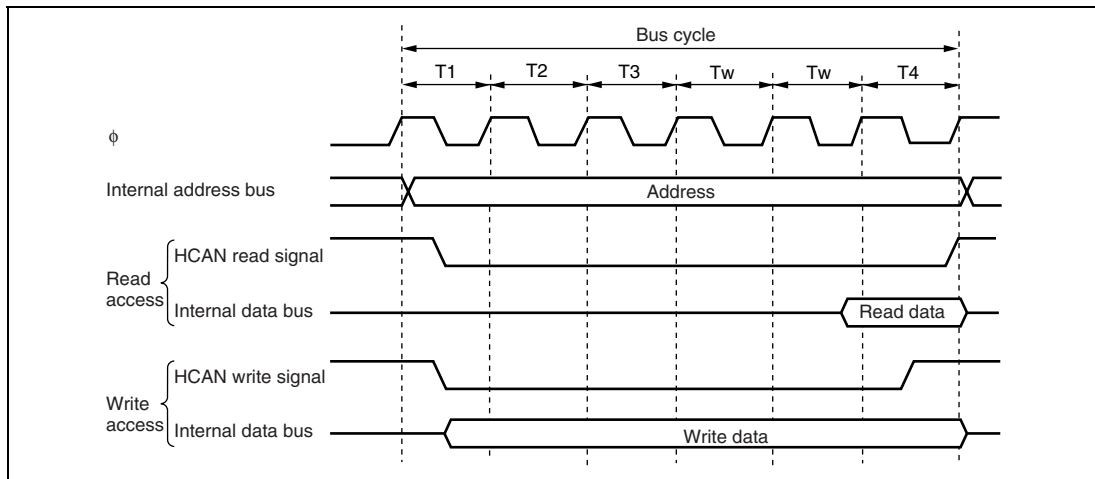 Bus cycle
T1 T2 T3 Tw Tw T4
ϕ
Internal address bus Address
HCAN read signal
Read access
Internal data bus Read data
HCAN write signal
Write access
Internal data bus Write data